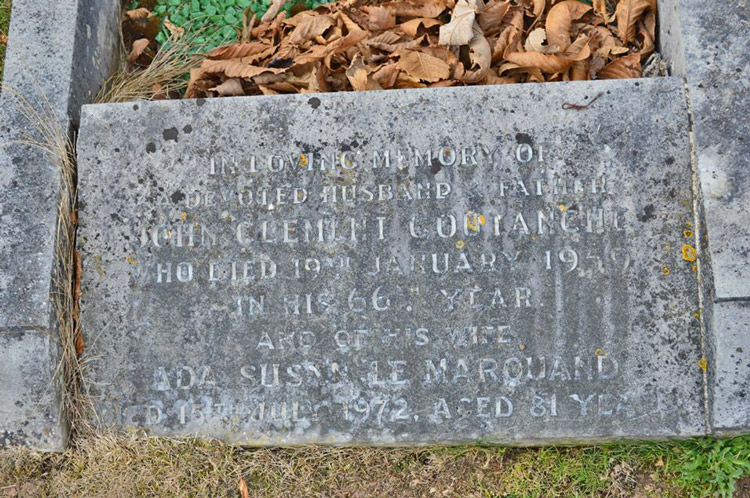 IN LOVING MEMORY OF
A DEVOTED HUSBAND & FATHER
JOHN CLEMENT COUTANCHE
WHO DIED 19TH JANUARY 1959
IN HIS 66TH YEAR
AND OF HIS WIFE
ADA SUSAN LE MARQUAND
DIED JULY 1972, AGED 81 YEARS